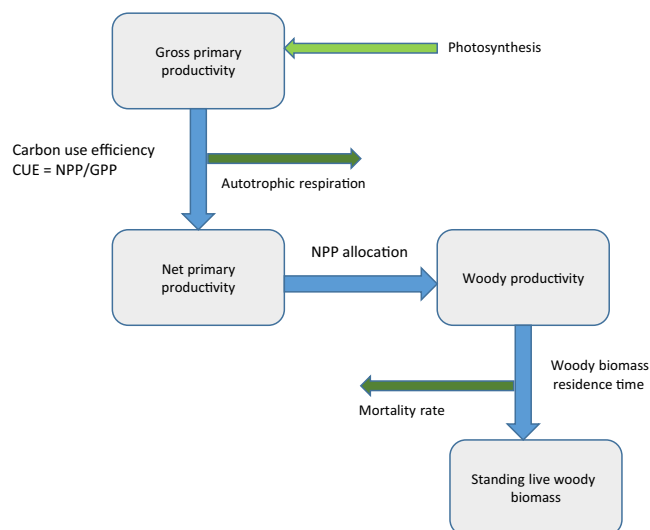 Gross primary
productivity
Photosynthesis
Carbon use efficiency
CUE = NPP/GPP
Autotrophic respiration
Net primary
productivity
NPP allocation
Woody productivity
Woody biomass
residence time
Mortality rate
Standing live woody
biomass